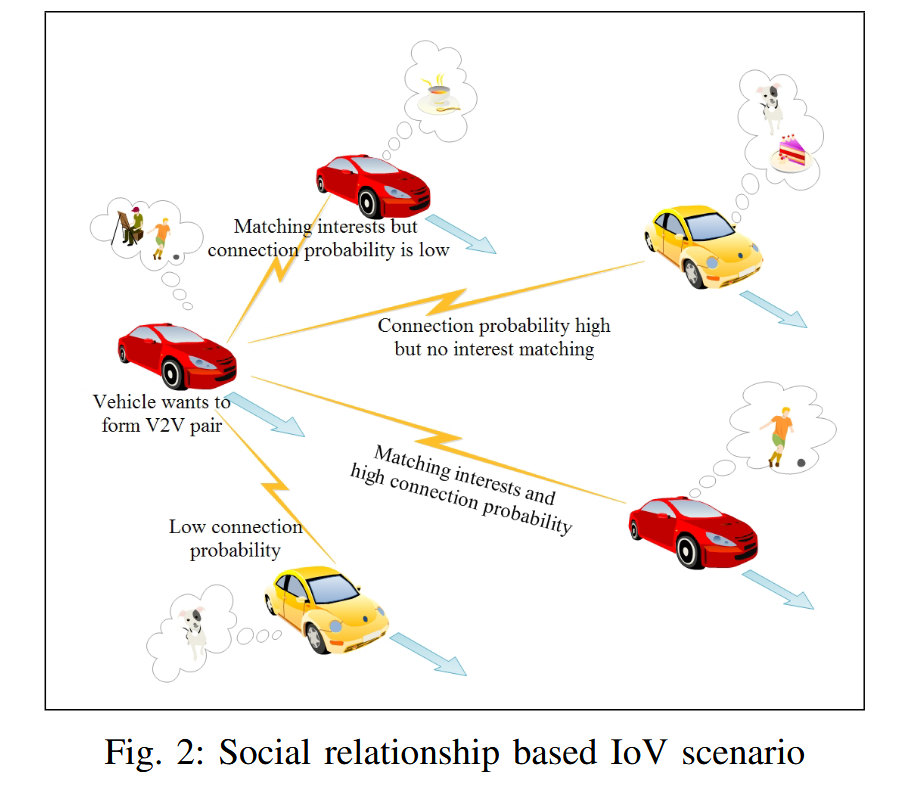 Matching interests but
connection probability is low
Connection probability high
but no interest matching
Vehicle wants to
form V2V pair
Matching interests and
high connection probability
Low connection
probability
Fig. 2: Social relationship based IoV scenario